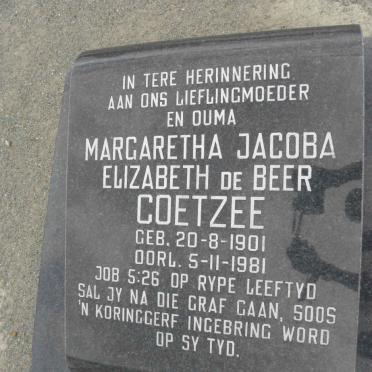 IN TERE HERINNERING
AAN ONS LIEFLINGMOEDER
EN OUMA
MARGARETHA JACOBA
ELIZABETH DE BEER
COETZEE
GEB. 20-8-1901
OORL. 5-11-1981
JOB 5:26 OP RYPE LEEFTYD
SAL JY NA DIE GRAF GAAN, SOOS
'N KORINGGERF INGEBRING WORD
OP SY TYD.